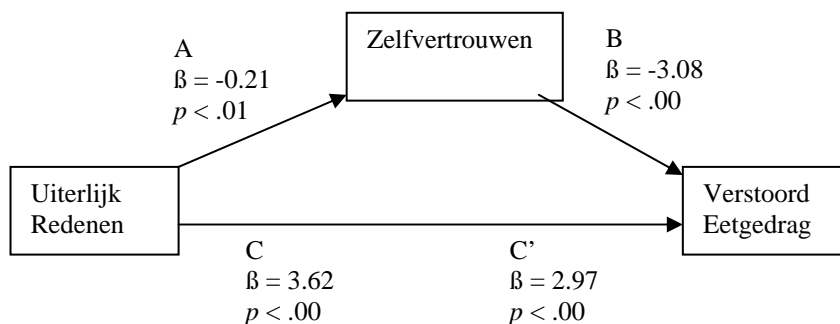 Zelfvertrouwen
A
ß = -0.21
p < .01
B
ß = -3.08
p < .00
Uiterlijk
Redenen
Verstoord
Eetgedrag
C
ß = 3.62
p < .00
C’
ß = 2.97
p < .00